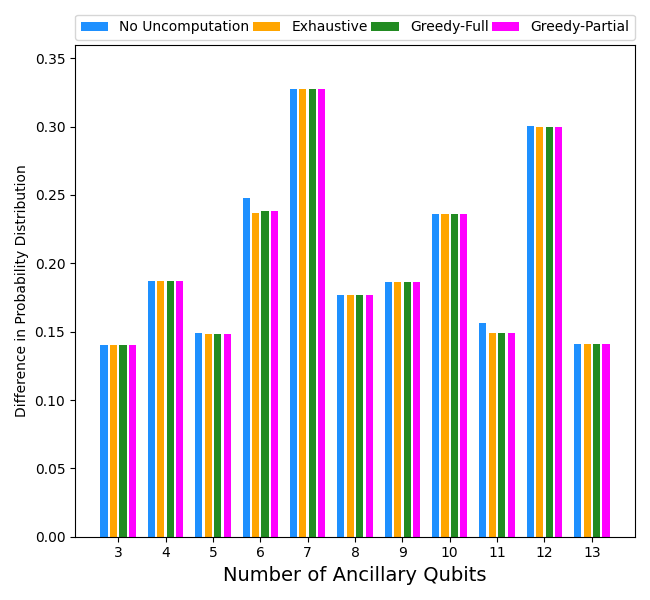 No Uncomputation Exhaustive Greedy-Full Greedy-Partial
0.35
0.30
0.25
0.20
0.15
0.10
0.05
0.00
Difference in Probability Distribution
3 4 5 6 7 8 9 10 11 12 13
Number of Ancillary Qubits